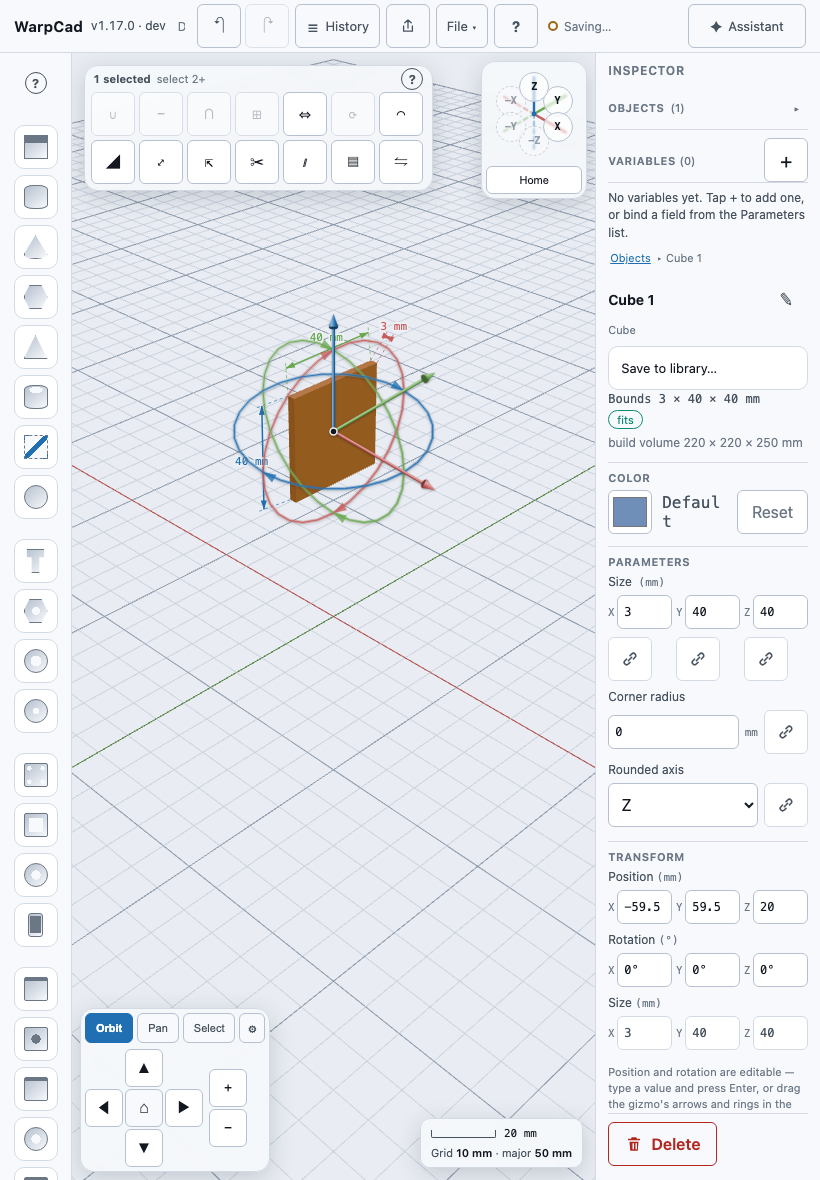 WarpCad v1.17.0 · dev D
History
File ▾
?
Saving...
Assistant
?
1 selected select 2+
?
Z
Y
X
−X
−Y
−Z
Home
3 mm
40 mm
40 mm
INSPECTOR
OBJECTS (1)
VARIABLES (0)
+
No variables yet. Tap + to add one,
or bind a field from the Parameters
list.
Objects ▸ Cube 1
Cube 1
Cube
Save to library...
Bounds 3 × 40 × 40 mm
fits
build volume 220 × 220 × 250 mm
COLOR
Defaul
t
Reset
PARAMETERS
Size (mm)
X 3 Y 40 Z 40
Corner radius
0 mm
Rounded axis
Z
TRANSFORM
Position (mm)
X −59.5 Y 59.5 Z 20
Rotation (°)
X 0° Y 0° Z 0°
Size (mm)
X 3 Y 40 Z 40
Position and rotation are editable —
type a value and press Enter, or drag
the gizmo's arrows and rings in the
Delete
Orbit Pan Select
+
−
20 mm
Grid 10 mm · major 50 mm